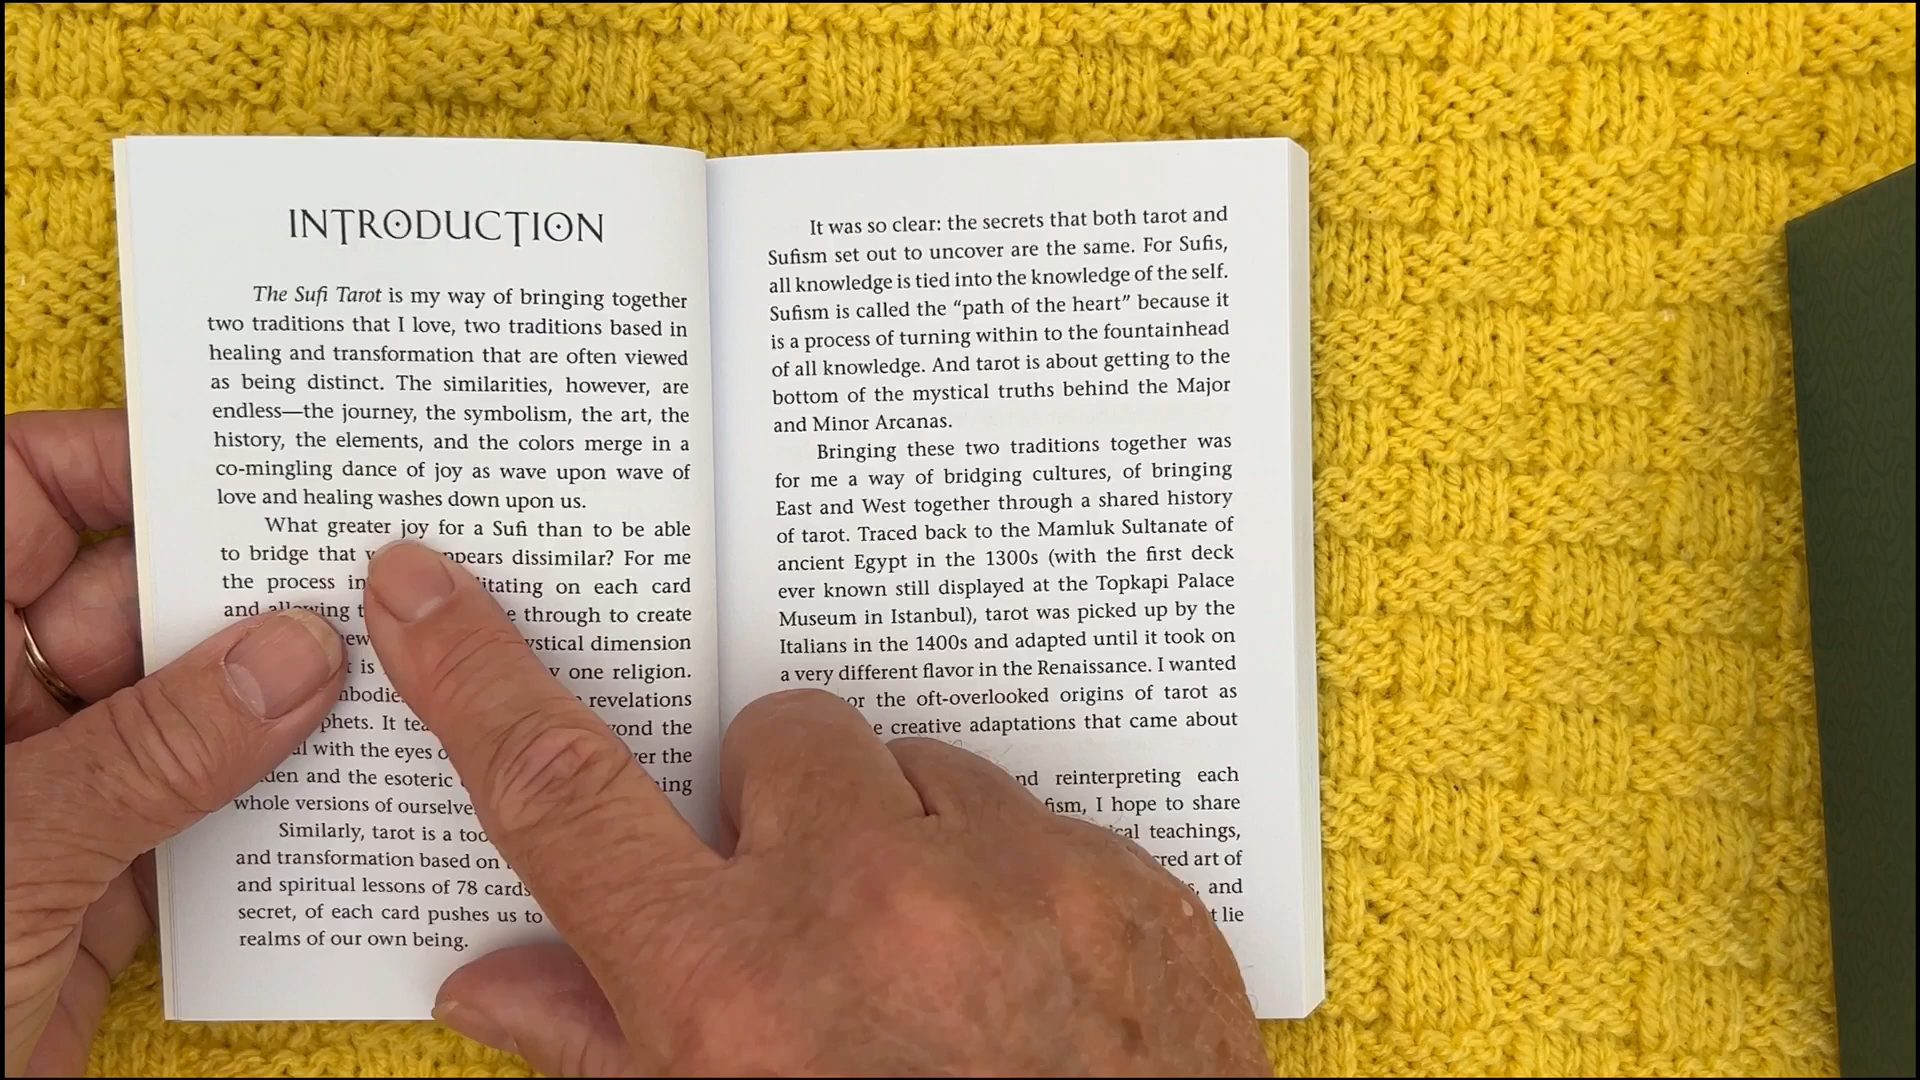 INTRODUCTION
The Sufi Tarot is my way of bringing together
two traditions that I love, two traditions based in
healing and transformation that are often viewed
as being distinct. The similarities, however, are
endless—the journey, the symbolism, the art, the
history, the elements, and the colors merge in a
co-mingling dance of joy as wave upon wave of
love and healing washes down upon us.
What greater joy for a Sufi than to be able
to bridge that appears dissimilar? For me
the process on each card
and allowing through to create
mystical dimension
is one religion.
revelations
It beyond the
with the eyes over the
and the esoteric
whole versions of ourselves
Similarly, tarot is a tool
and transformation based on
and spiritual lessons of 78 cards
secret, of each card pushes us to
realms of our own being.
It was so clear: the secrets that both tarot and
Sufism set out to uncover are the same. For Sufis,
all knowledge is tied into the knowledge of the self.
Sufism is called the “path of the heart” because it
is a process of turning within to the fountainhead
of all knowledge. And tarot is about getting to the
bottom of the mystical truths behind the Major
and Minor Arcanas.
Bringing these two traditions together was
for me a way of bridging cultures, of bringing
East and West together through a shared history
of tarot. Traced back to the Mamluk Sultanate of
ancient Egypt in the 1300s (with the first deck
ever known still displayed at the Topkapi Palace
Museum in Istanbul), tarot was picked up by the
Italians in the 1400s and adapted until it took on
a very different flavor in the Renaissance. I wanted
the oft-overlooked origins of tarot as
creative adaptations that came about
and reinterpreting each
I hope to share
teachings,
art of
and
lie